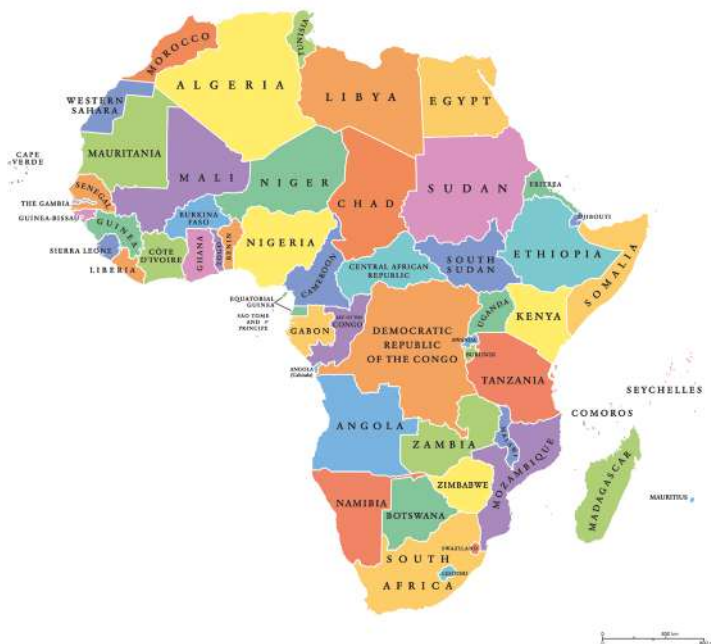 MOROCCO
TUNISIA
ALGERIA
LIBYA
EGYPT
WESTERN
SAHARA
CAPE
VERDE
MAURITANIA
MALI
NIGER
CHAD
SUDAN
ERITREA
DJIBOUTI
SENEGAL
THE GAMBIA
GUINEA-BISSAU
GUINEA
BURKINA
FASO
SIERRA LEONE
LIBERIA
CÔTE
D'IVOIRE
GHANA
TOGO
BENIN
NIGERIA
CAMEROON
CENTRAL AFRICAN
REPUBLIC
SOUTH
SUDAN
ETHIOPIA
SOMALIA
EQUATORIAL
GUINEA
SAO TOME
AND
PRINCIPE
GABON
CONGO
DEMOCRATIC
REPUBLIC
OF THE CONGO
UGANDA
KENYA
RWANDA
BURUNDI
TANZANIA
ANGOLA
(Cabinda)
SEYCHELLES
COMOROS
ANGOLA
ZAMBIA
MALAWI
MOZAMBIQUE
MADAGASCAR
MAURITIUS
ZIMBABWE
NAMIBIA
BOTSWANA
SWAZILAND
LESOTHO
SOUTH
AFRICA
0